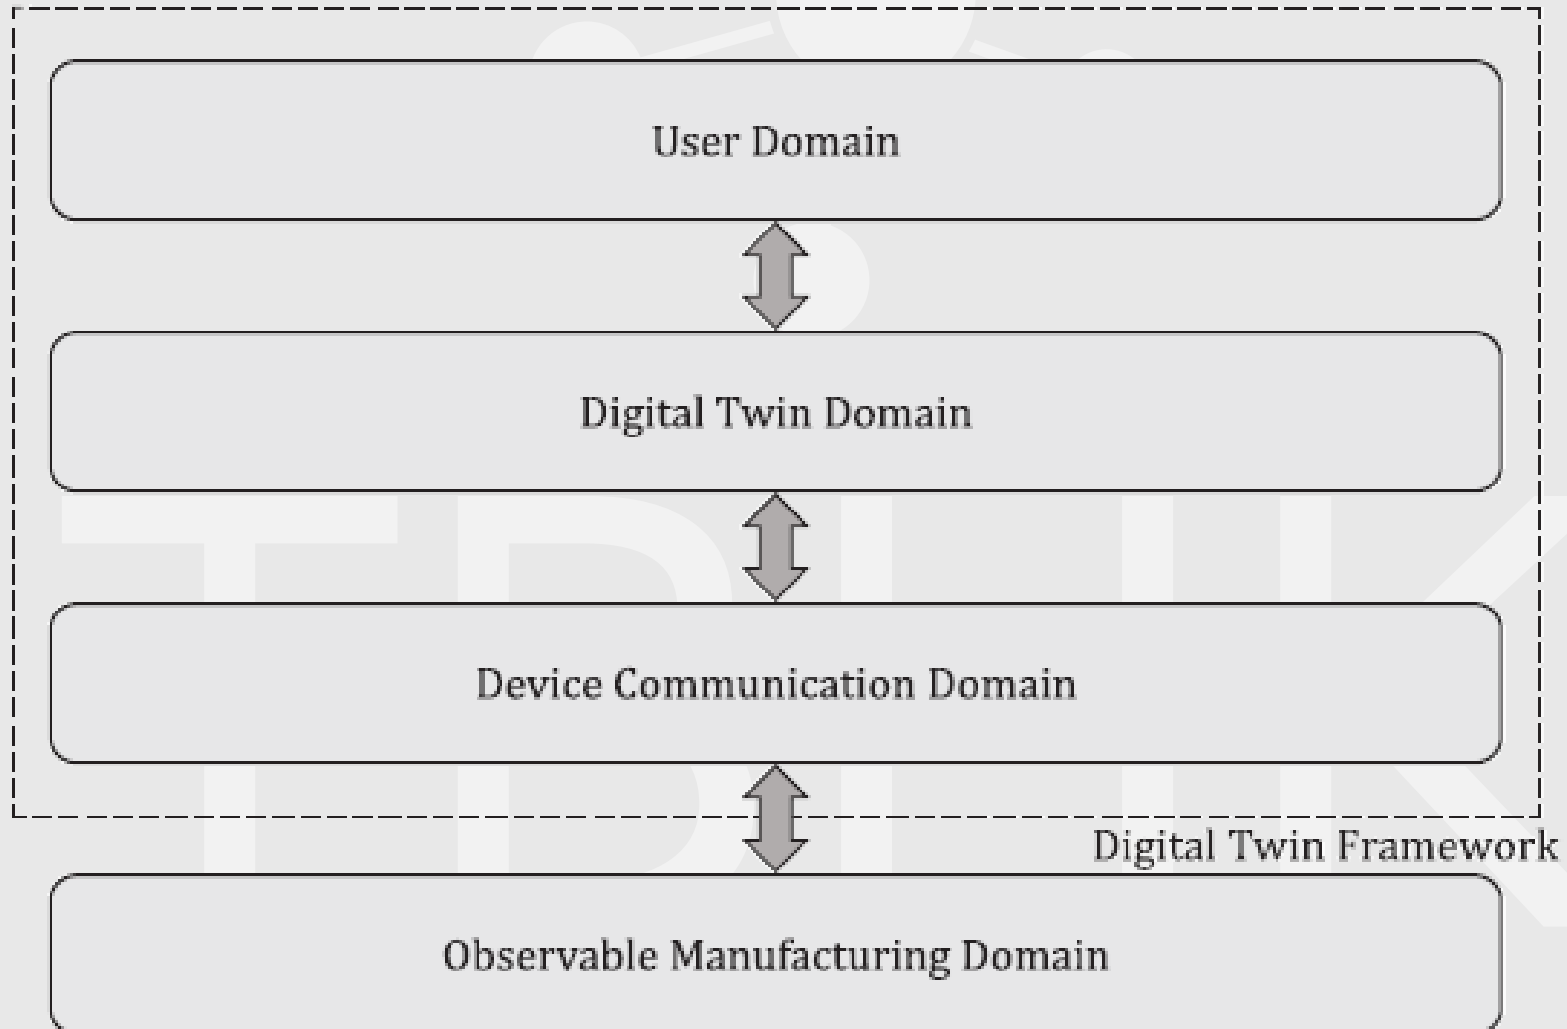 User Domain
Digital Twin Domain
Device Communication Domain
Digital Twin Framework
Observable Manufacturing Domain